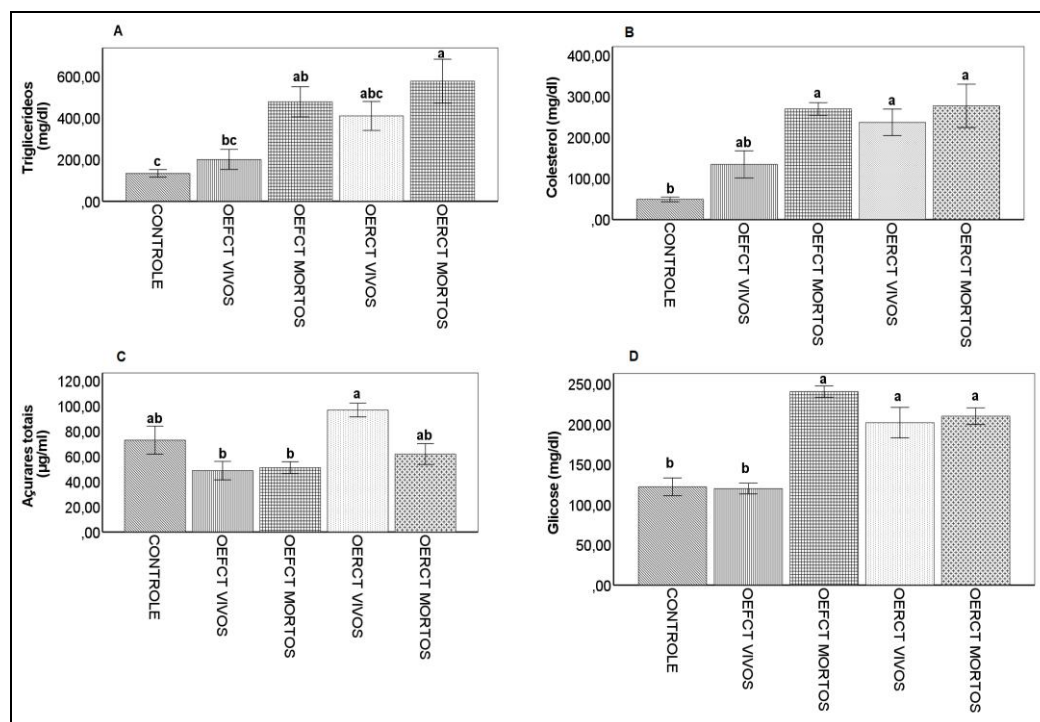 A
Triglicerideos
(mg/dl)
600,00
400,00
200,00
,00
c
bc
ab
abc
a
CONTROLE
OEFCT VIVOS
OEFCT MORTOS
OERCT VIVOS
OERCT MORTOS
B
Colesterol (mg/dl)
400,00
300,00
200,00
100,00
,00
b
ab
a
a
a
CONTROLE
OEFCT VIVOS
OEFCT MORTOS
OERCT VIVOS
OERCT MORTOS
C
Açurares totais
(µg/ml)
120,00
100,00
80,00
60,00
40,00
20,00
,00
ab
b
b
a
ab
CONTROLE
OEFCT VIVOS
OEFCT MORTOS
OERCT VIVOS
OERCT MORTOS
D
Glicose (mg/dl)
250,00
200,00
150,00
100,00
50,00
,00
b
b
a
a
a
CONTROLE
OEFCT VIVOS
OEFCT MORTOS
OERCT VIVOS
OERCT MORTOS